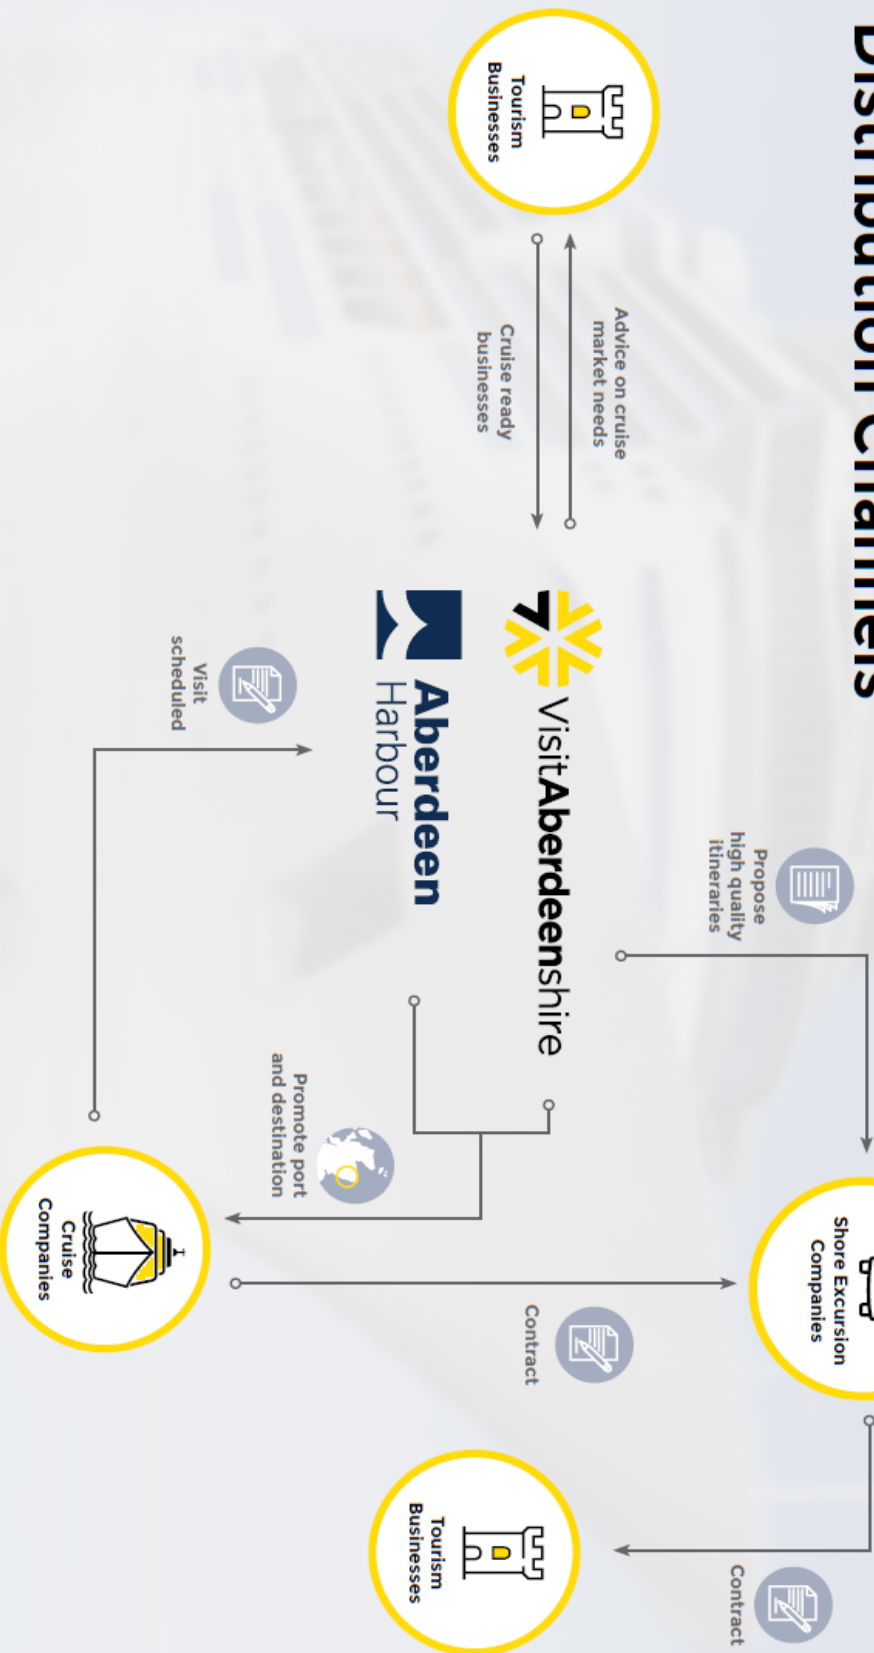 Distribution Channels
Tourism
Businesses
Advice on cruise
market needs
Cruise ready
businesses
VisitAberdeenshire
Aberdeen
Harbour
Propose
high quality
itineraries
Visit
scheduled
Promote port
and destination
Shore Excursion
Companies
Cruise
Companies
Contract
Contract
Tourism
Businesses